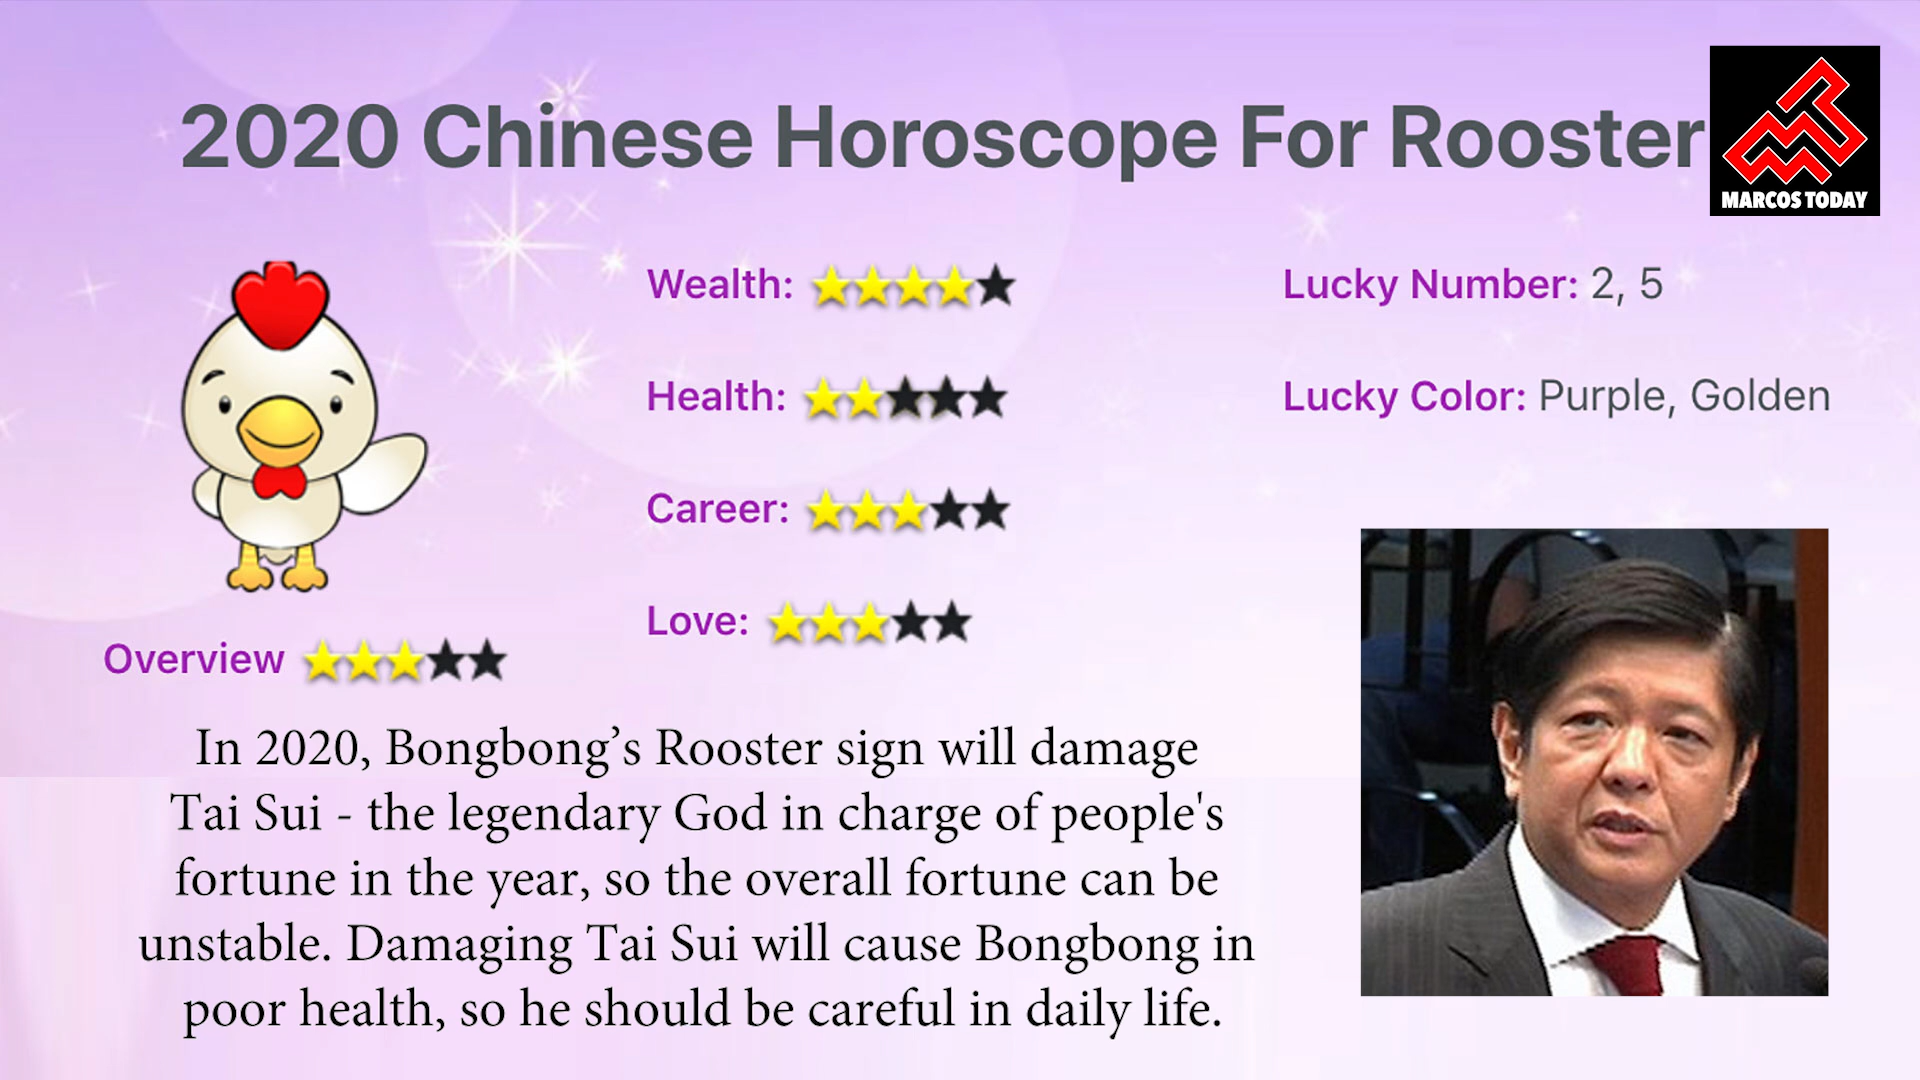 2020 Chinese Horoscope For Rooster
MARCOS TODAY
Wealth:
Lucky Number: 2, 5
Health:
Lucky Color: Purple, Golden
Career:
Love:
Overview
In 2020, Bongbong’s Rooster sign will damage
Tai Sui - the legendary God in charge of people's
fortune in the year, so the overall fortune can be
unstable. Damaging Tai Sui will cause Bongbong in
poor health, so he should be careful in daily life.